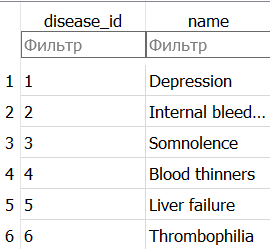 disease_id name
Фильтр Фильтр
1 1 Depression
2 2 Internal bleed...
3 3 Somnolence
4 4 Blood thinners
5 5 Liver failure
6 6 Thrombophilia